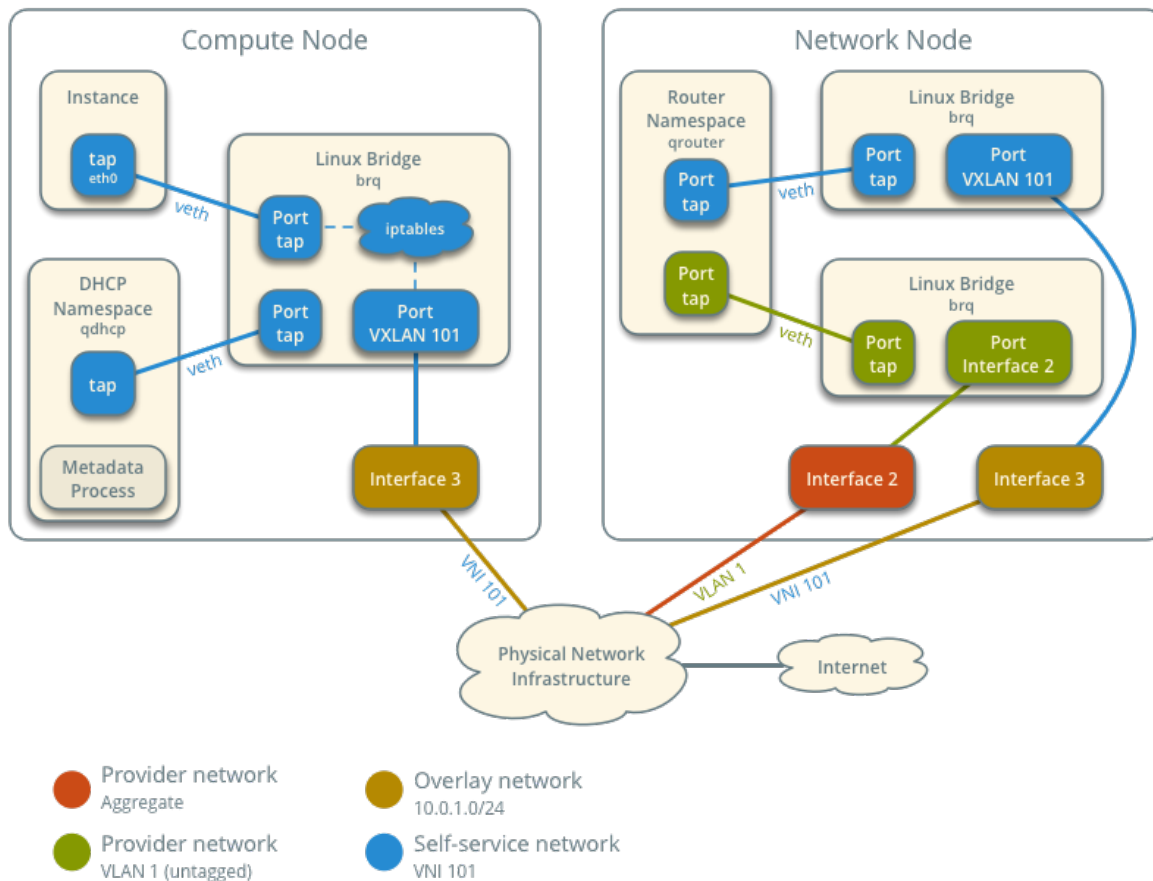 Compute Node
Instance
tap
eth0
veth
Linux Bridge
brq
Port
tap
iptables
DHCP
Namespace
qdhcp
tap
veth
Port
tap
Port
VXLAN 101
Metadata
Process
Interface 3
VNI 101
Network Node
Router
Namespace
qrouter
Port
tap
veth
Linux Bridge
brq
Port
tap
Port
VXLAN 101
Port
tap
veth
Linux Bridge
brq
Port
tap
Port
Interface 2
Interface 2
Interface 3
VLAN 1
VNI 101
Physical Network
Infrastructure
Internet
Provider network
Aggregate
Overlay network
10.0.1.0/24
Provider network
VLAN 1 (untagged)
Self-service network
VNI 101